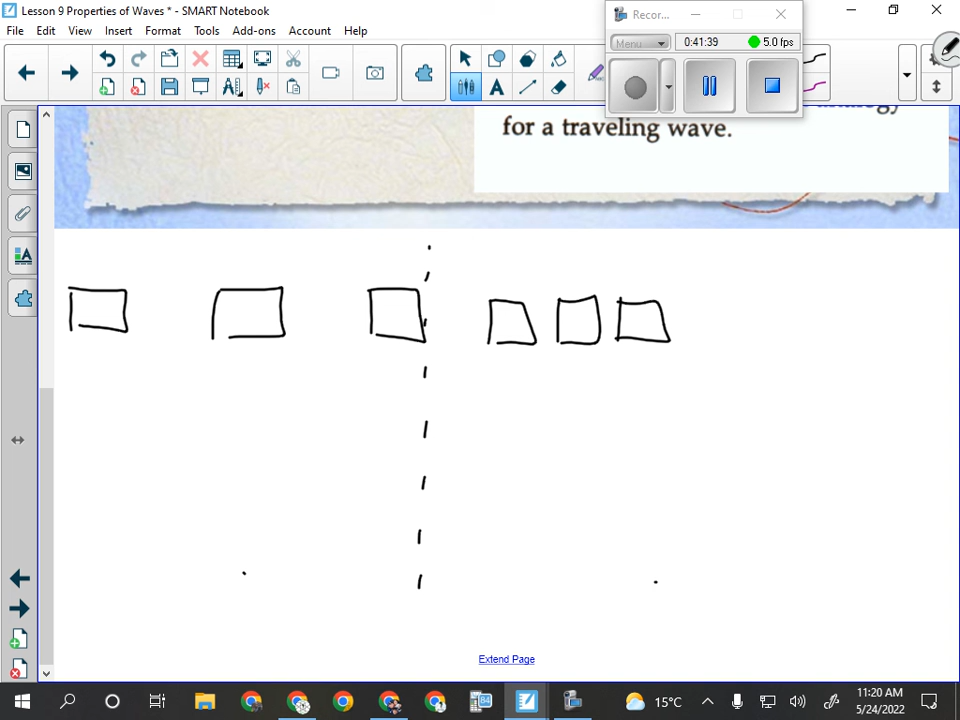 Lesson 9 Properties of Waves * - SMART Notebook
File Edit View Insert Format Tools Add-ons Account Help
Recor...
Menu
0:41:39
5.0 fps
for a traveling wave.
Extend Page
15°C
11:20 AM
5/24/2022